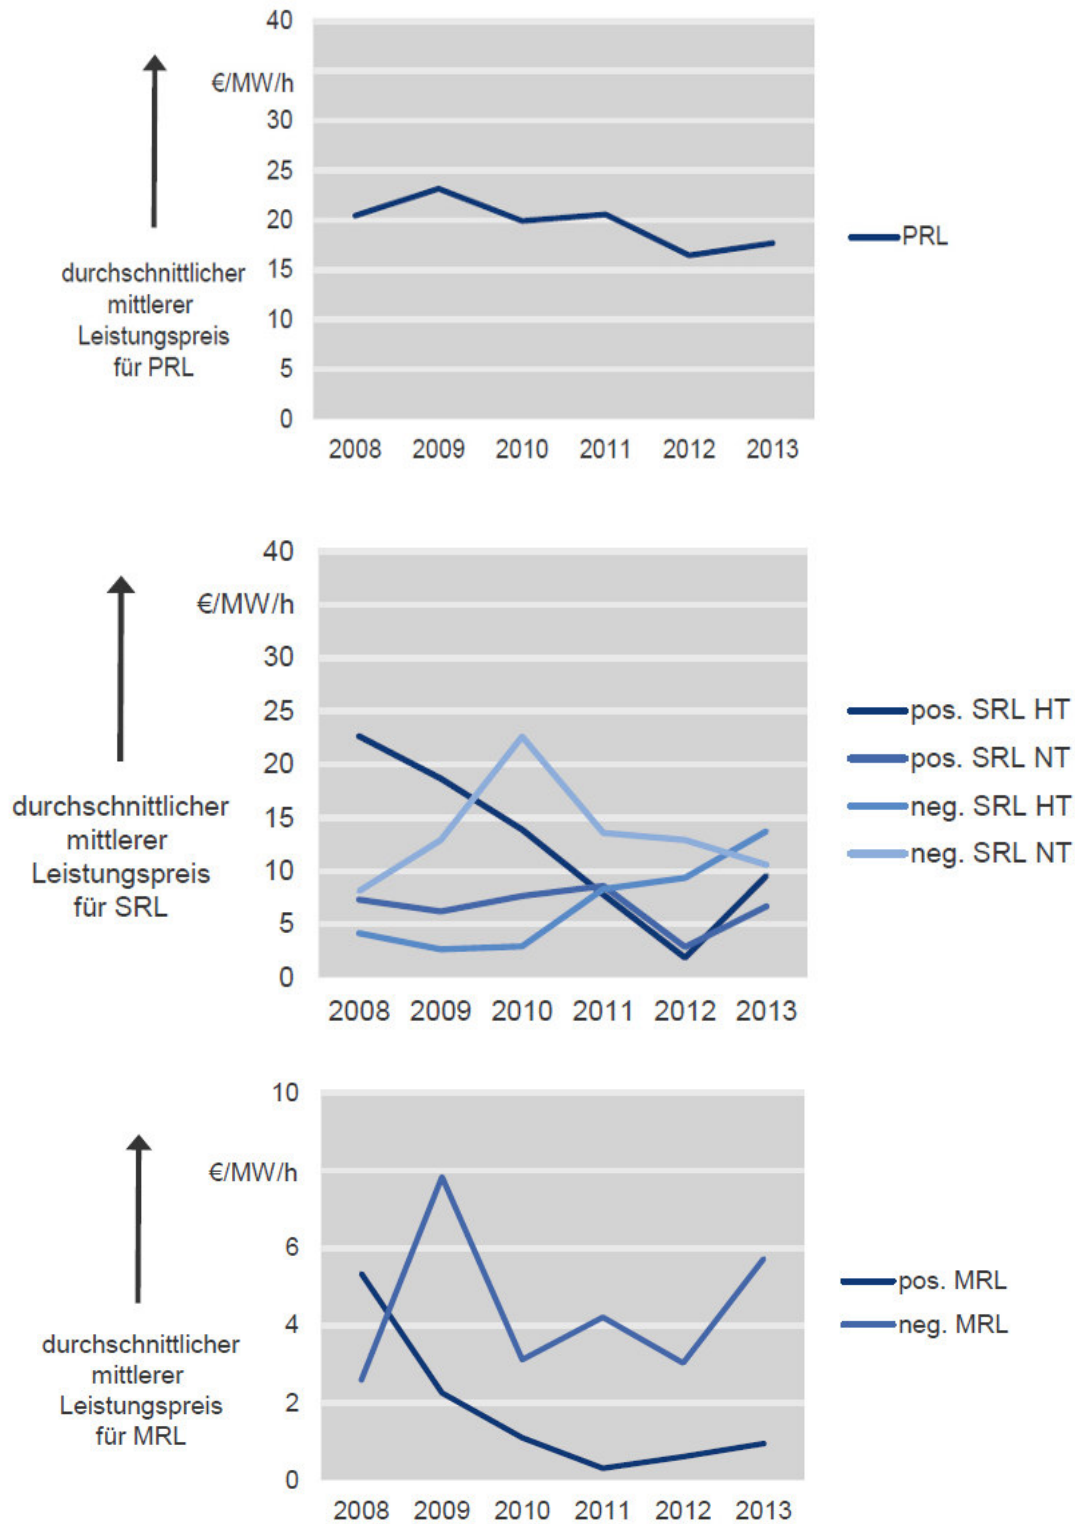 40
€/MW/h
30
25
20
15
10
5
0
durchschnittlicher
mittlerer
Leistungspreis
für PRL
2008 2009 2010 2011 2012 2013
PRL
40
€/MW/h
30
25
20
15
10
5
0
durchschnittlicher
mittlerer
Leistungspreis
für SRL
2008 2009 2010 2011 2012 2013
pos. SRL HT
pos. SRL NT
neg. SRL HT
neg. SRL NT
10
€/MW/h
6
4
2
0
durchschnittlicher
mittlerer
Leistungspreis
für MRL
2008 2009 2010 2011 2012 2013
pos. MRL
neg. MRL